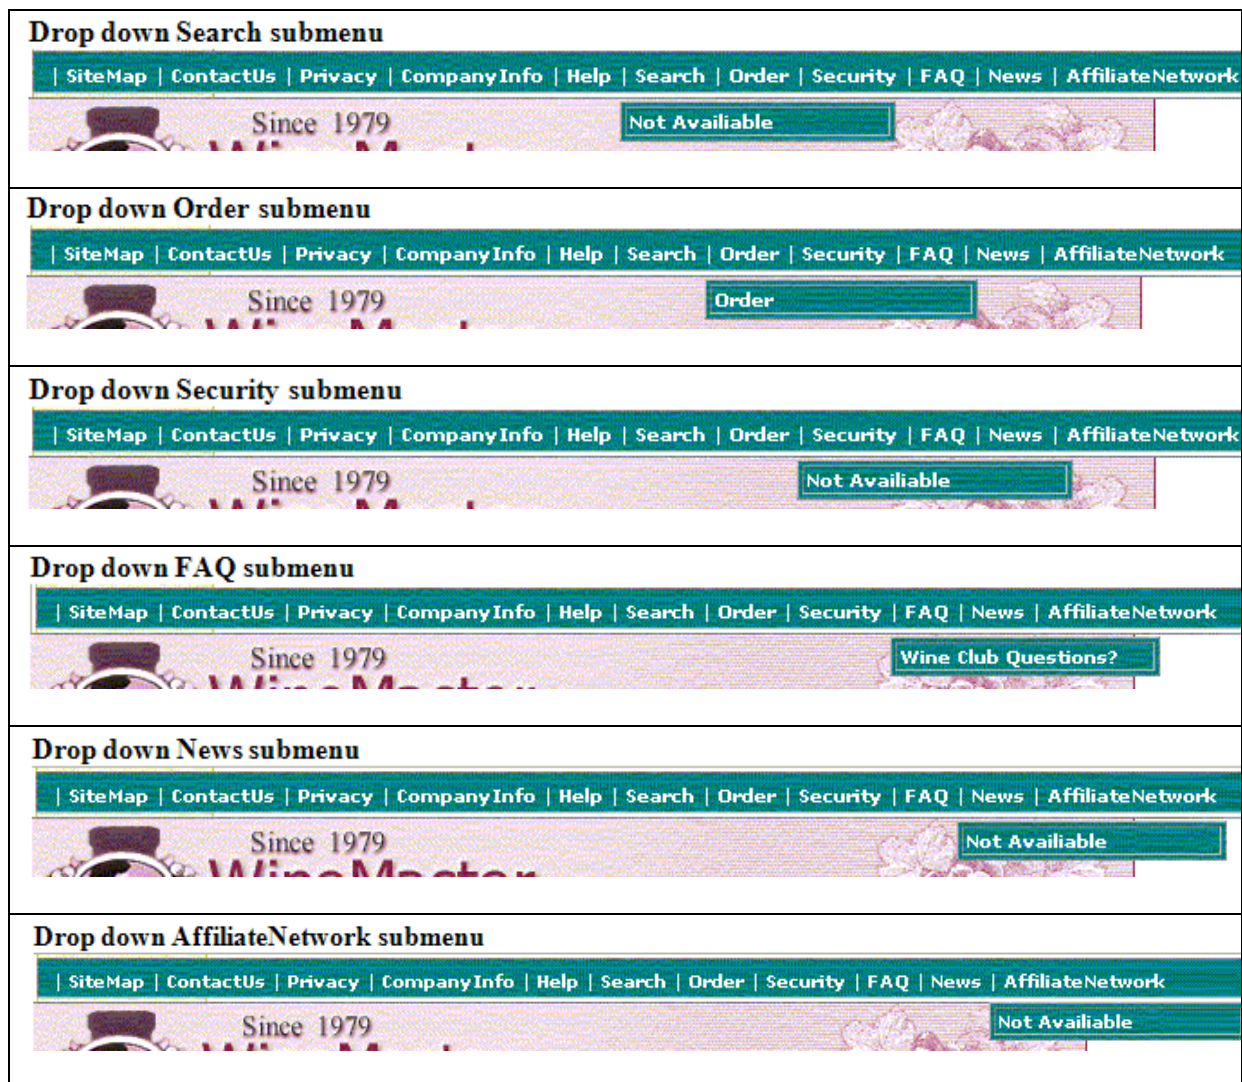 Drop down Search submenu
| SiteMap | ContactUs | Privacy | CompanyInfo | Help | Search | Order | Security | FAQ | News | AffiliateNetwork
Since 1979
Not Availiable
Drop down Order submenu
| SiteMap | ContactUs | Privacy | CompanyInfo | Help | Search | Order | Security | FAQ | News | AffiliateNetwork
Since 1979
Order
Drop down Security submenu
| SiteMap | ContactUs | Privacy | CompanyInfo | Help | Search | Order | Security | FAQ | News | AffiliateNetwork
Since 1979
Not Availiable
Drop down FAQ submenu
| SiteMap | ContactUs | Privacy | CompanyInfo | Help | Search | Order | Security | FAQ | News | AffiliateNetwork
Since 1979
Wine Club Questions?
WineMaster
Drop down News submenu
| SiteMap | ContactUs | Privacy | CompanyInfo | Help | Search | Order | Security | FAQ | News | AffiliateNetwork
Since 1979
Not Availiable
WineMaster
Drop down AffiliateNetwork submenu
| SiteMap | ContactUs | Privacy | CompanyInfo | Help | Search | Order | Security | FAQ | News | AffiliateNetwork
Since 1979
Not Availiable